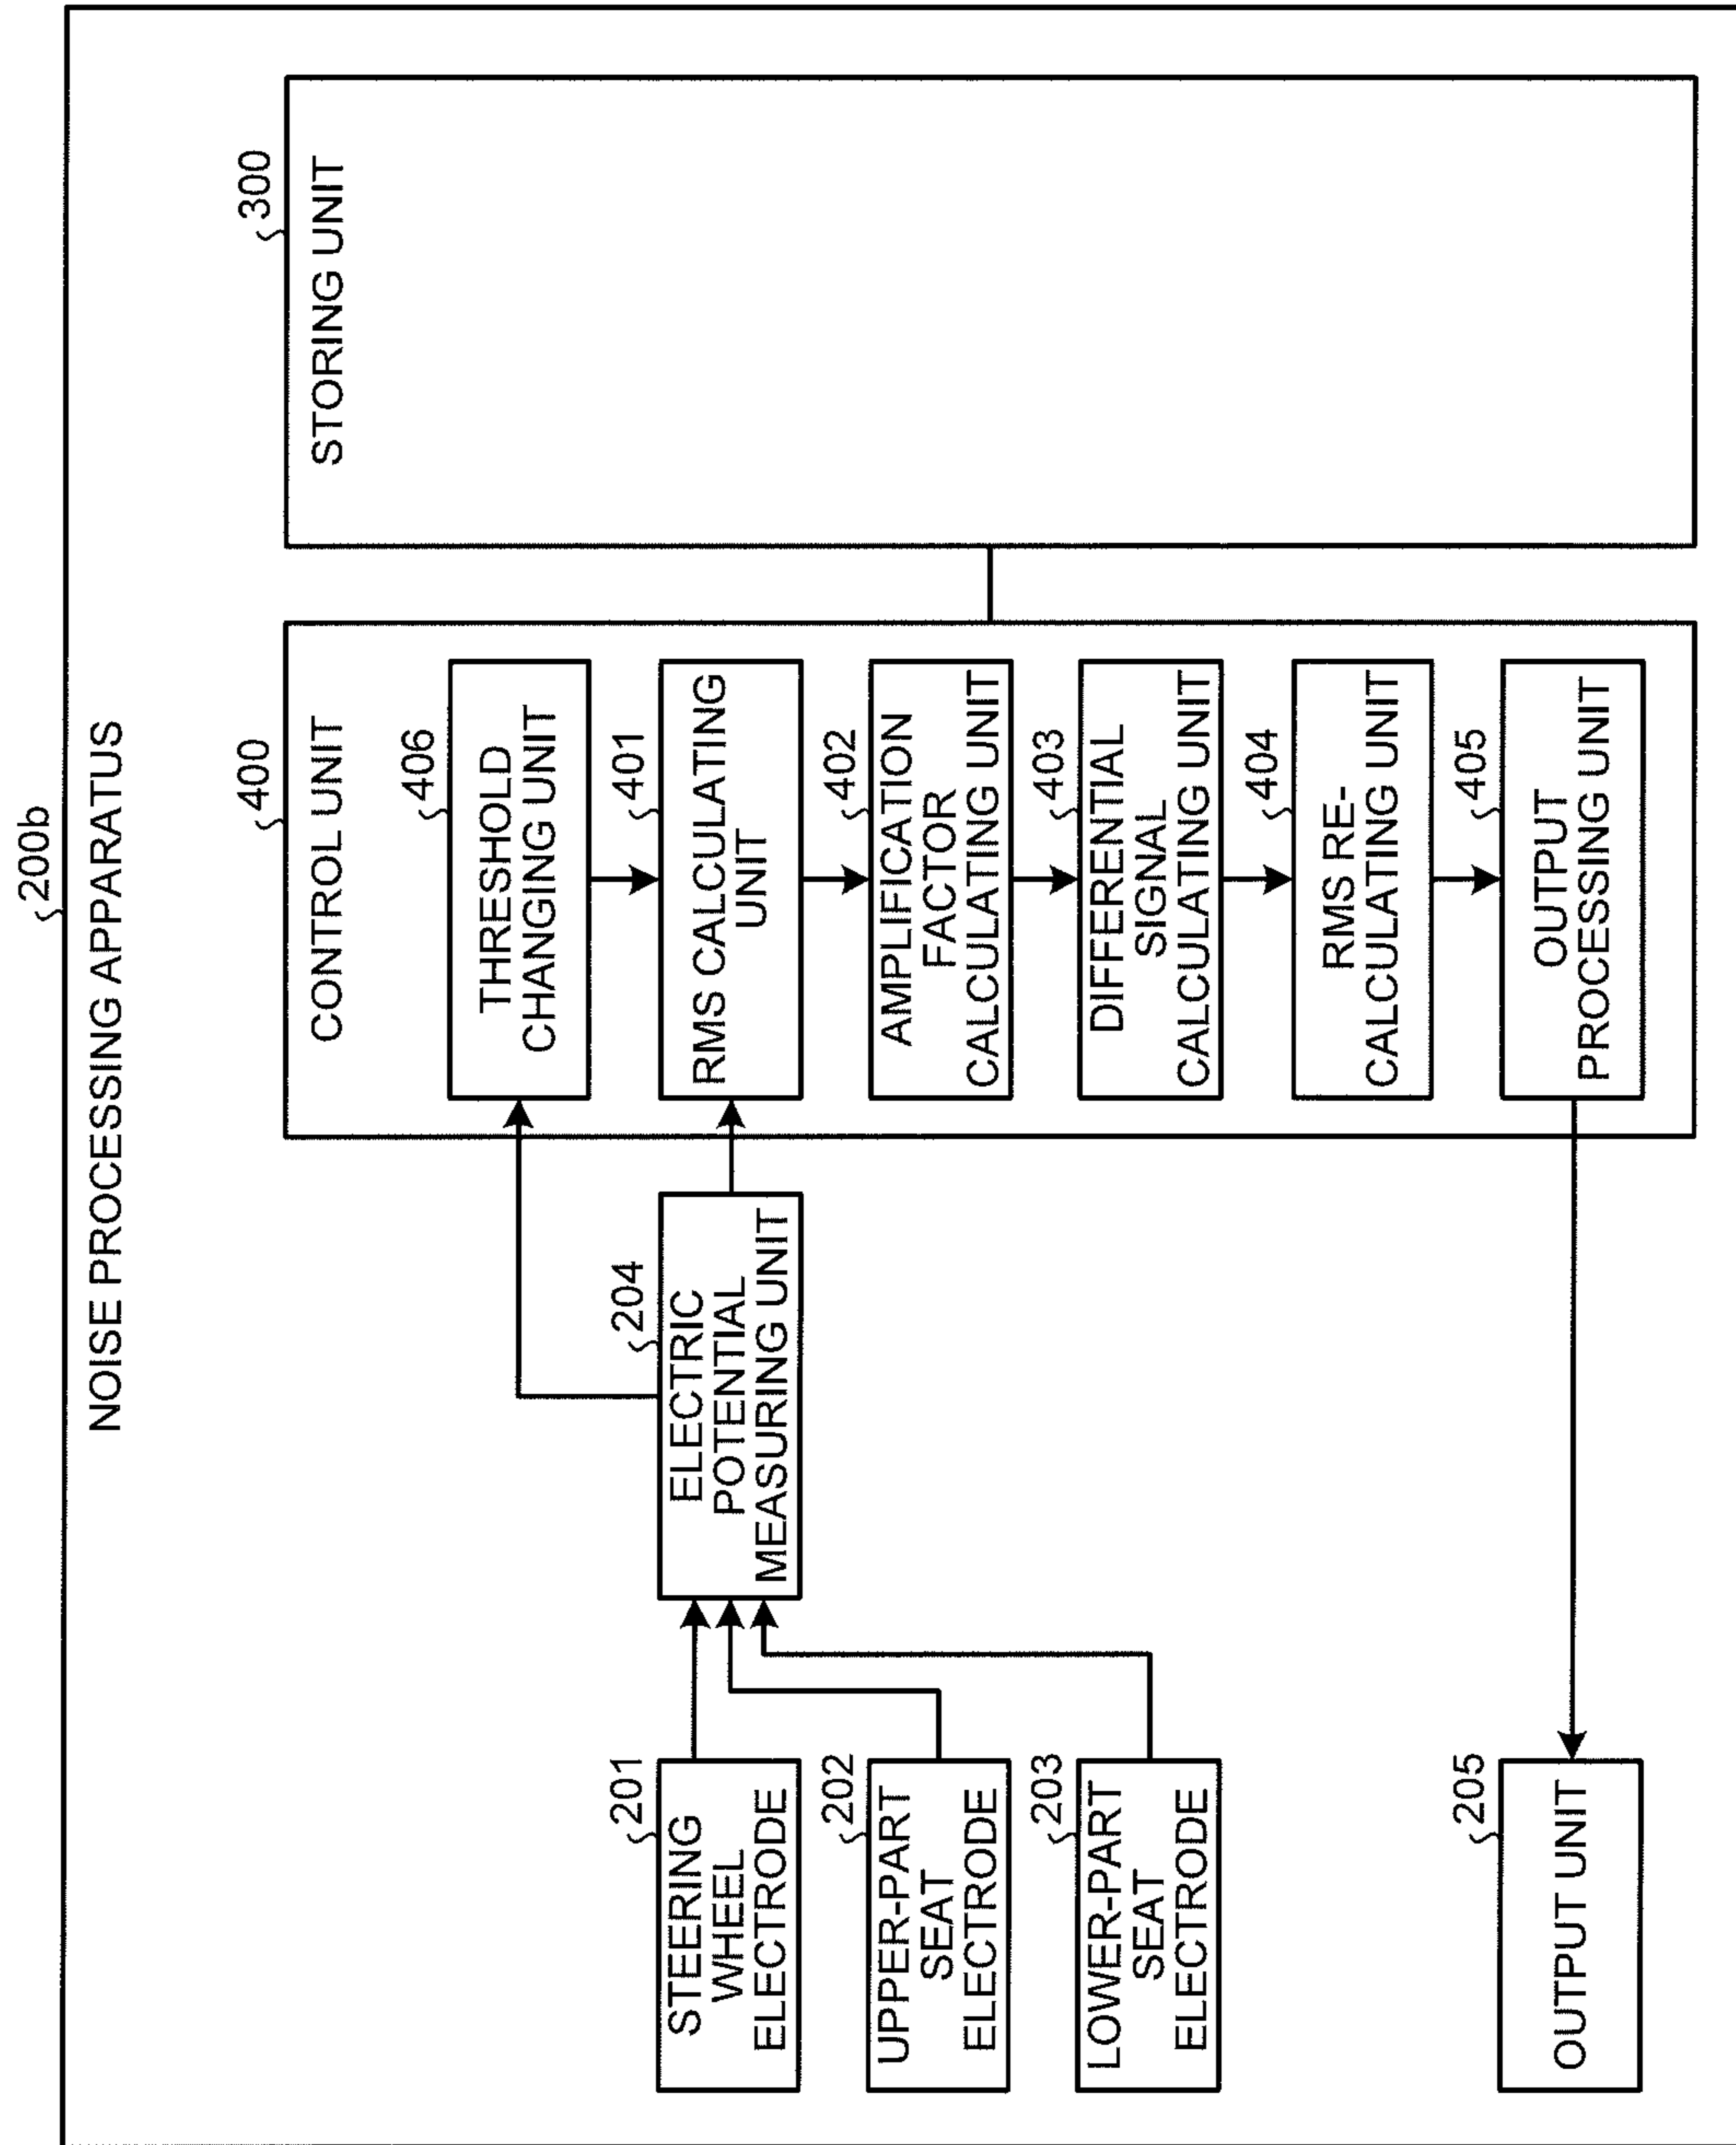 200b
NOISE PROCESSING APPARATUS
201
STEERING
WHEEL
ELECTRODE
202
UPPER-PART
SEAT
ELECTRODE
203
LOWER-PART
SEAT
ELECTRODE
205
OUTPUT UNIT
204
ELECTRIC
POTENTIAL
MEASURING UNIT
400
CONTROL UNIT
406
THRESHOLD
CHANGING UNIT
401
RMS CALCULATING
UNIT
402
AMPLIFICATION
FACTOR
CALCULATING UNIT
403
DIFFERENTIAL
SIGNAL
CALCULATING UNIT
404
RMS RE-
CALCULATING UNIT
405
OUTPUT
PROCESSING UNIT
300
STORING UNIT